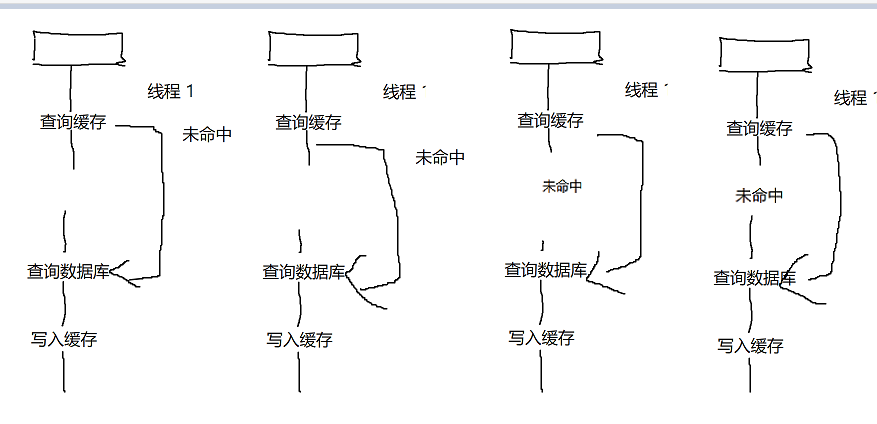 线程 1
查询缓存
未命中
查询数据库
写入缓存
线程
查询缓存
未命中
查询数据库
写入缓存
线程
查询缓存
未命中
查询数据库
写入缓存
线程
查询缓存
未命中
查询数据库
写入缓存